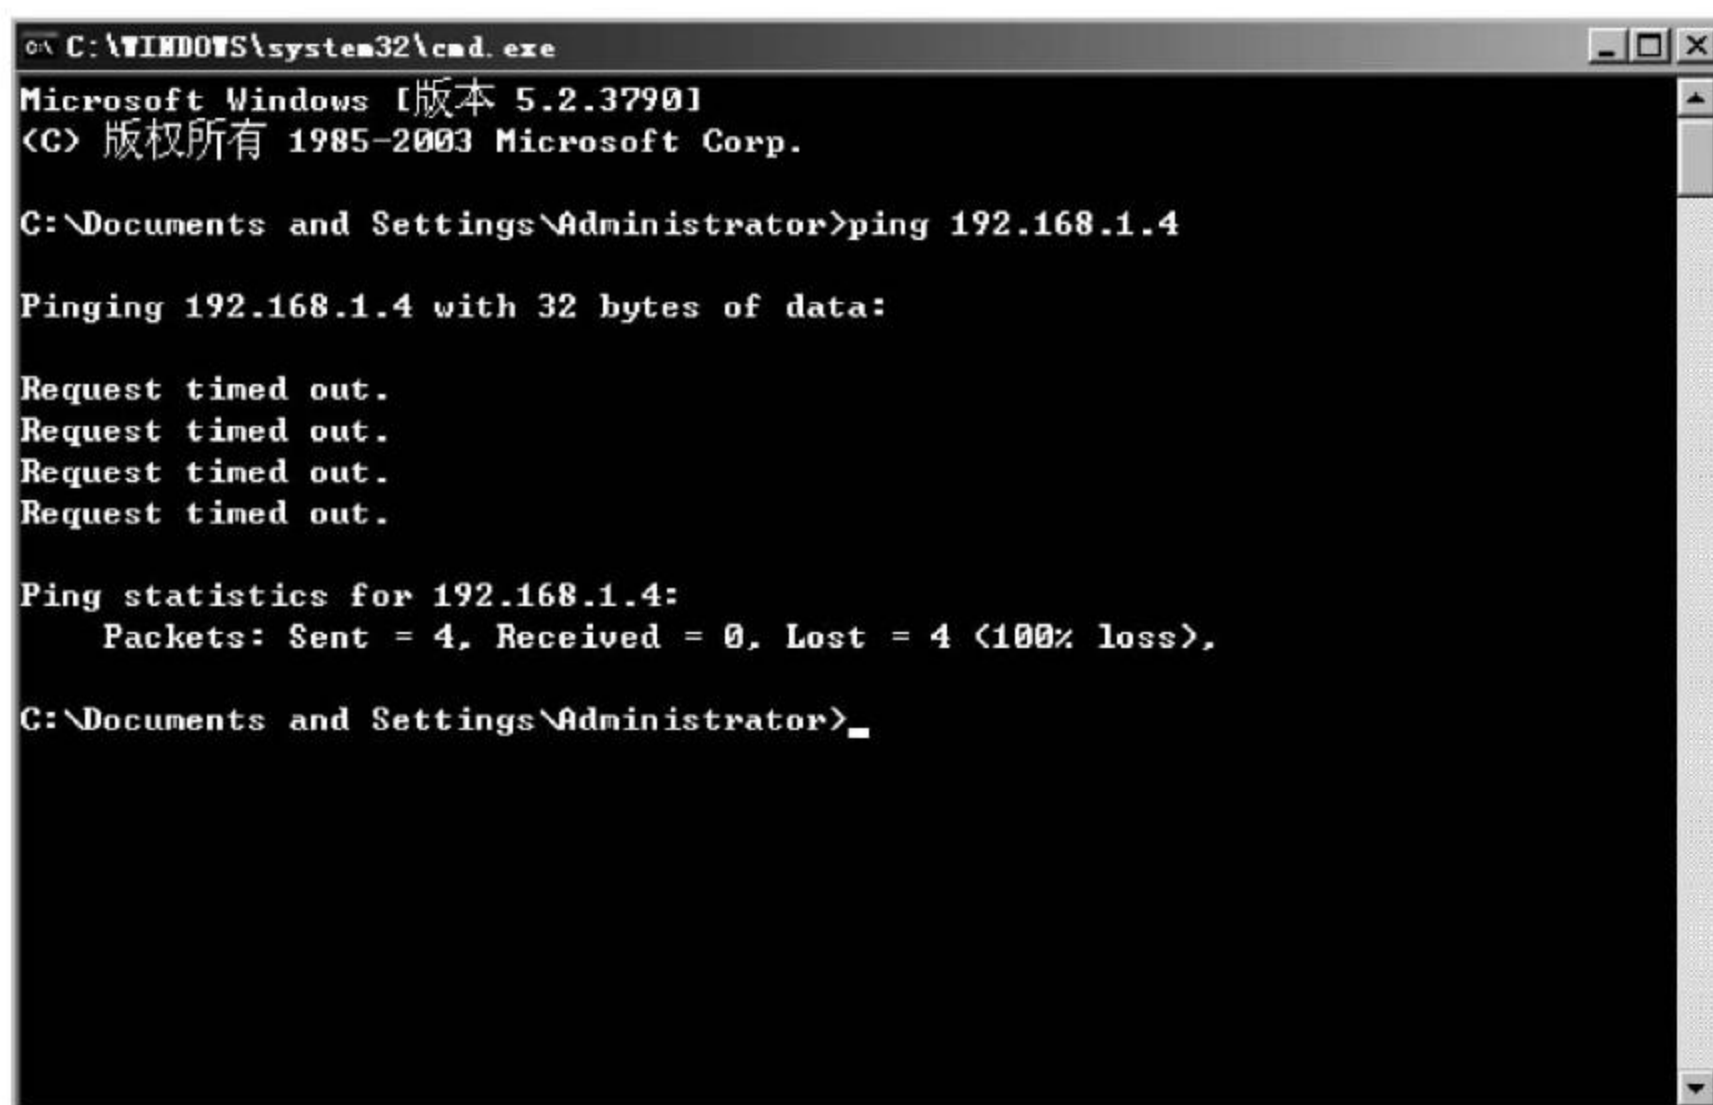 C:\WINDOWS\system32\cmd.exe
Microsoft Windows [版本 5.2.3790]
(C) 版权所有 1985-2003 Microsoft Corp.
C:\Documents and Settings\Administrator>ping 192.168.1.4
Pinging 192.168.1.4 with 32 bytes of data:
Request timed out.
Request timed out.
Request timed out.
Request timed out.
Ping statistics for 192.168.1.4:
    Packets: Sent = 4, Received = 0, Lost = 4 (100% loss),
C:\Documents and Settings\Administrator>_